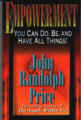 EMPOWERMENT
YOU CAN DO, BE, AND
HAVE ALL THINGS!
John
Randolph
Price